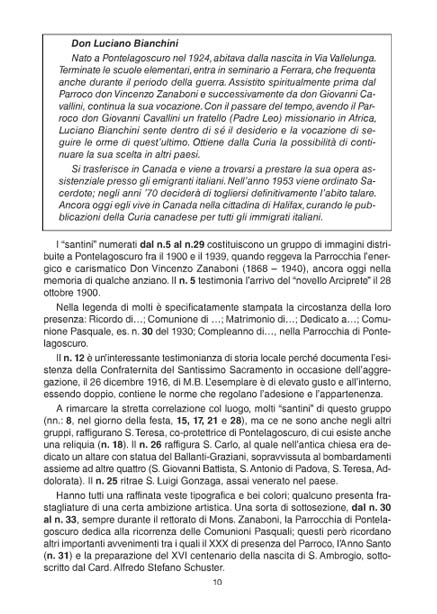 Don Luciano Bianchini
Nato a Pontelagoscuro nel 1924, abitava dalla nascita in Via Vallelunga.
Terminate le scuole elementari, entra in seminario a Ferrara, che frequenta
anche durante il periodo della guerra. Assistito spiritualmente prima dal
Parroco don Vincenzo Zanaboni e successivamente da don Giovanni Ca-
vallini, continua la sua vocazione. Con il passare del tempo, avendo il Par-
roco don Giovanni Cavallini un fratello (Padre Leo) missionario in Africa,
Luciano Bianchini sente dentro di sé il desiderio e la vocazione di se-
guire le orme di quest'ultimo. Ottiene dalla Curia la possibilità di conti-
nuare la sua scelta in altri paesi.
Si trasferisce in Canada e viene a trovarsi a prestare la sua opera as-
sistenziale presso gli emigranti italiani. Nell'anno 1953 viene ordinato Sa-
cerdote; negli anni '70 deciderà di togliersi definitivamente l'abito talare.
Ancora oggi egli vive in Canada nella cittadina di Halifax, curando le pub-
blicazioni della Curia canadese per tutti gli immigrati italiani.
I "santini" numerati dal n.5 al n.29 costituiscono un gruppo di immagini distri-
buite a Pontelagoscuro fra il 1900 e il 1939, quando reggeva la Parrocchia l'ener-
gico e carismatico Don Vincenzo Zanaboni (1868 – 1940), ancora oggi nella
memoria di qualche anziano. Il n. 5 testimonia l'arrivo del "novello Arciprete" il 28
ottobre 1900.
Nella legenda di molti è specificatamente stampata la circostanza della loro
presenza: Ricordo di…; Comunione di …; Matrimonio di…; Dedicato a…; Comu-
nione Pasquale, es. n. 30 del 1930; Compleanno di…, nella Parrocchia di Ponte-
lagoscuro.
Il n. 12 è un'interessante testimonianza di storia locale perché documenta l'esi-
stenza della Confraternita del Santissimo Sacramento in occasione dell'aggre-
gazione, il 26 dicembre 1916, di M.B. L'esemplare è di elevato gusto e all'interno,
essendo doppio, contiene le norme che regolano l'adesione e l'appartenenza.
A rimarcare la stretta correlazione col luogo, molti "santini" di questo gruppo
(nn.: 8, nel giorno della festa, 15, 17, 21 e 28), ma ce ne sono anche negli altri
gruppi, raffigurano S. Teresa, co-protettrice di Pontelagoscuro, di cui esiste anche
una reliquia (n. 18). Il n. 26 raffigura S. Carlo, al quale nell'antica chiesa era de-
dicato un altare con statua del Ballanti-Graziani, sopravvissuta al bombardamenti
assieme ad altre quattro (S. Giovanni Battista, S. Antonio di Padova, S. Teresa, Ad-
dolorata). Il n. 25 ritrae S. Luigi Gonzaga, assai venerato nel paese.
Hanno tutti una raffinata veste tipografica e bei colori; qualcuno presenta fra-
stagliature di una certa ambizione artistica. Una sorta di sottosezione, dal n. 30
al n. 33, sempre durante il rettorato di Mons. Zanaboni, la Parrocchia di Pontela-
goscuro dedica alla ricorrenza delle Comunioni Pasquali; questi però ricordano
altri importanti avvenimenti tra i quali il XXX di presenza del Parroco, l'Anno Santo
(n. 31) e la preparazione del XVI centenario della nascita di S. Ambrogio, sotto-
scritto dal Card. Alfredo Stefano Schuster.
10